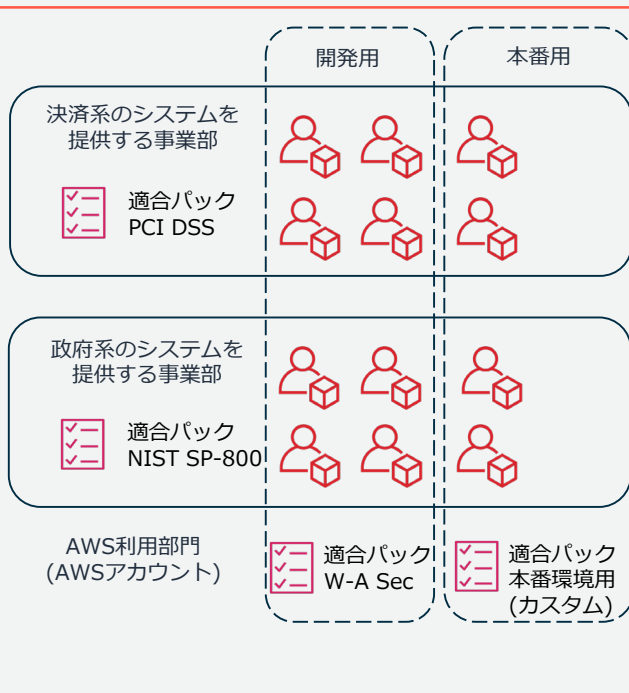 開発用
本番用
決済系のシステムを
提供する事業部
適合パック
PCI DSS
政府系のシステムを
提供する事業部
適合パック
NIST SP-800
AWS利用部門
(AWSアカウント)
適合パック
W-A Sec
適合パック
本番環境用
(カスタム)